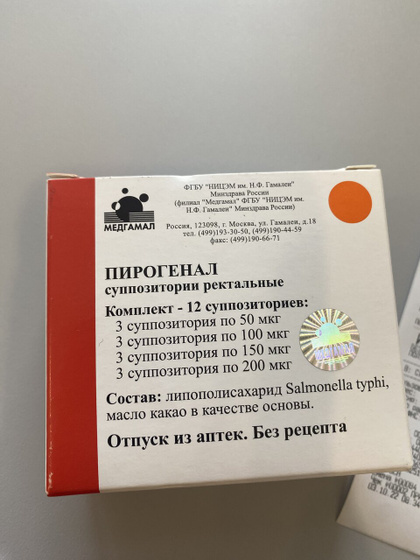 ФГБУ "НИЦЭМ им. Н.Ф. Гамалеи"
Минздрава России
(филиал "Медгамал" ФГБУ "НИЦЭМ им.
Н.Ф. Гамалеи" Минздрава России)
МЕДГАМАЛ
Россия, 123098, г. Москва, ул. Гамалеи, д.18
тел. (499)193-30-50, (499)190-44-59
факс: (499)190-66-71
ПИРОГЕНАЛ
суппозитории ректальные
Комплект - 12 суппозиториев:
3 суппозитория по 50 мкг
3 суппозитория по 100 мкг
3 суппозитория по 150 мкг
3 суппозитория по 200 мкг
Состав: липополисахарид Salmonella typhi,
масло какао в качестве основы.
Отпуск из аптек. Без рецепта
03.10.22